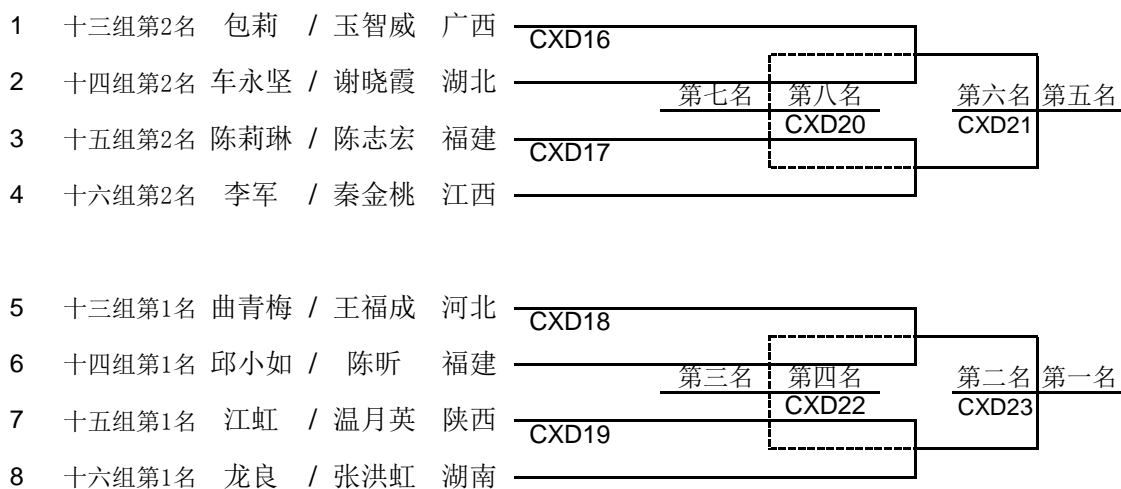 1 十三组第2名 包莉 / 玉智威 广西
CXD16
2 十四组第2名 车永坚 / 谢晓霞 湖北
第七名 第八名 第六名 第五名
CXD20 CXD21
3 十五组第2名 陈莉琳 / 陈志宏 福建
CXD17
4 十六组第2名 李军 / 秦金桃 江西
5 十三组第1名 曲青梅 / 王福成 河北
CXD18
6 十四组第1名 邱小如 / 陈昕 福建
第三名 第四名 第二名 第一名
CXD22 CXD23
7 十五组第1名 江虹 / 温月英 陕西
CXD19
8 十六组第1名 龙良 / 张洪虹 湖南